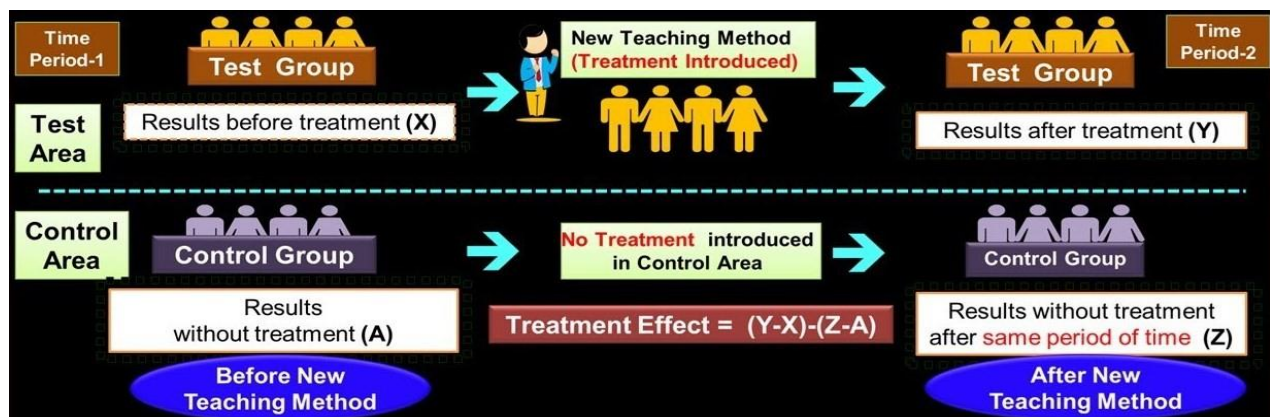 Time
Period-1
Test Group
New Teaching Method
(Treatment Introduced)
Test Group
Time
Period-2
Test
Area
Results before treatment (X)
Results after treatment (Y)
Control
Area
Control Group
No Treatment introduced
in Control Area
Control Group
Results
without treatment (A)
Treatment Effect = (Y-X)-(Z-A)
Results without treatment
after same period of time (Z)
Before New
Teaching Method
After New
Teaching Method